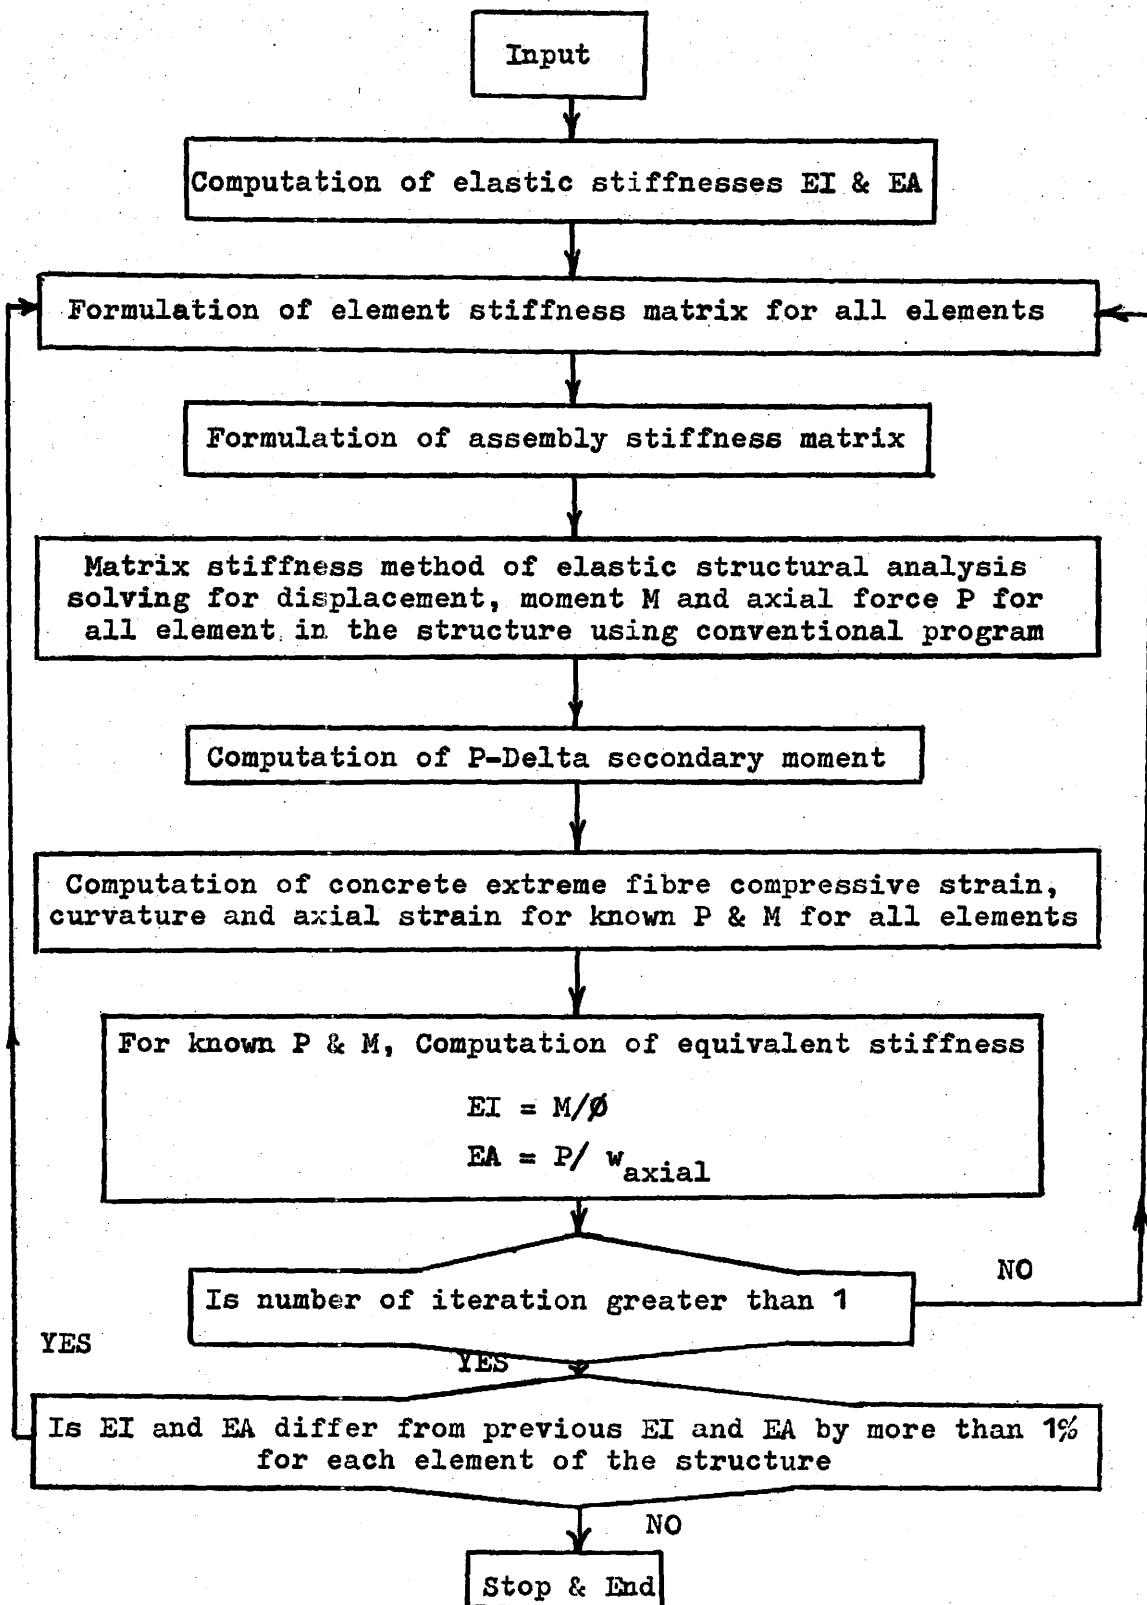 Input
Computation of elastic stiffnesses EI & EA
Formulation of element stiffness matrix for all elements
Formulation of assembly stiffness matrix
Matrix stiffness method of elastic structural analysis
solving for displacement, moment M and axial force P for
all element in the structure using conventional program
Computation of P-Delta secondary moment
Computation of concrete extreme fibre compressive strain,
curvature and axial strain for known P & M for all elements
For known P & M, Computation of equivalent stiffness
EI = M/Ø
EA = P/ w axial
NO
Is number of iteration greater than 1
YES
YES
Is EI and EA differ from previous EI and EA by more than 1%
for each element of the structure
NO
Stop & End